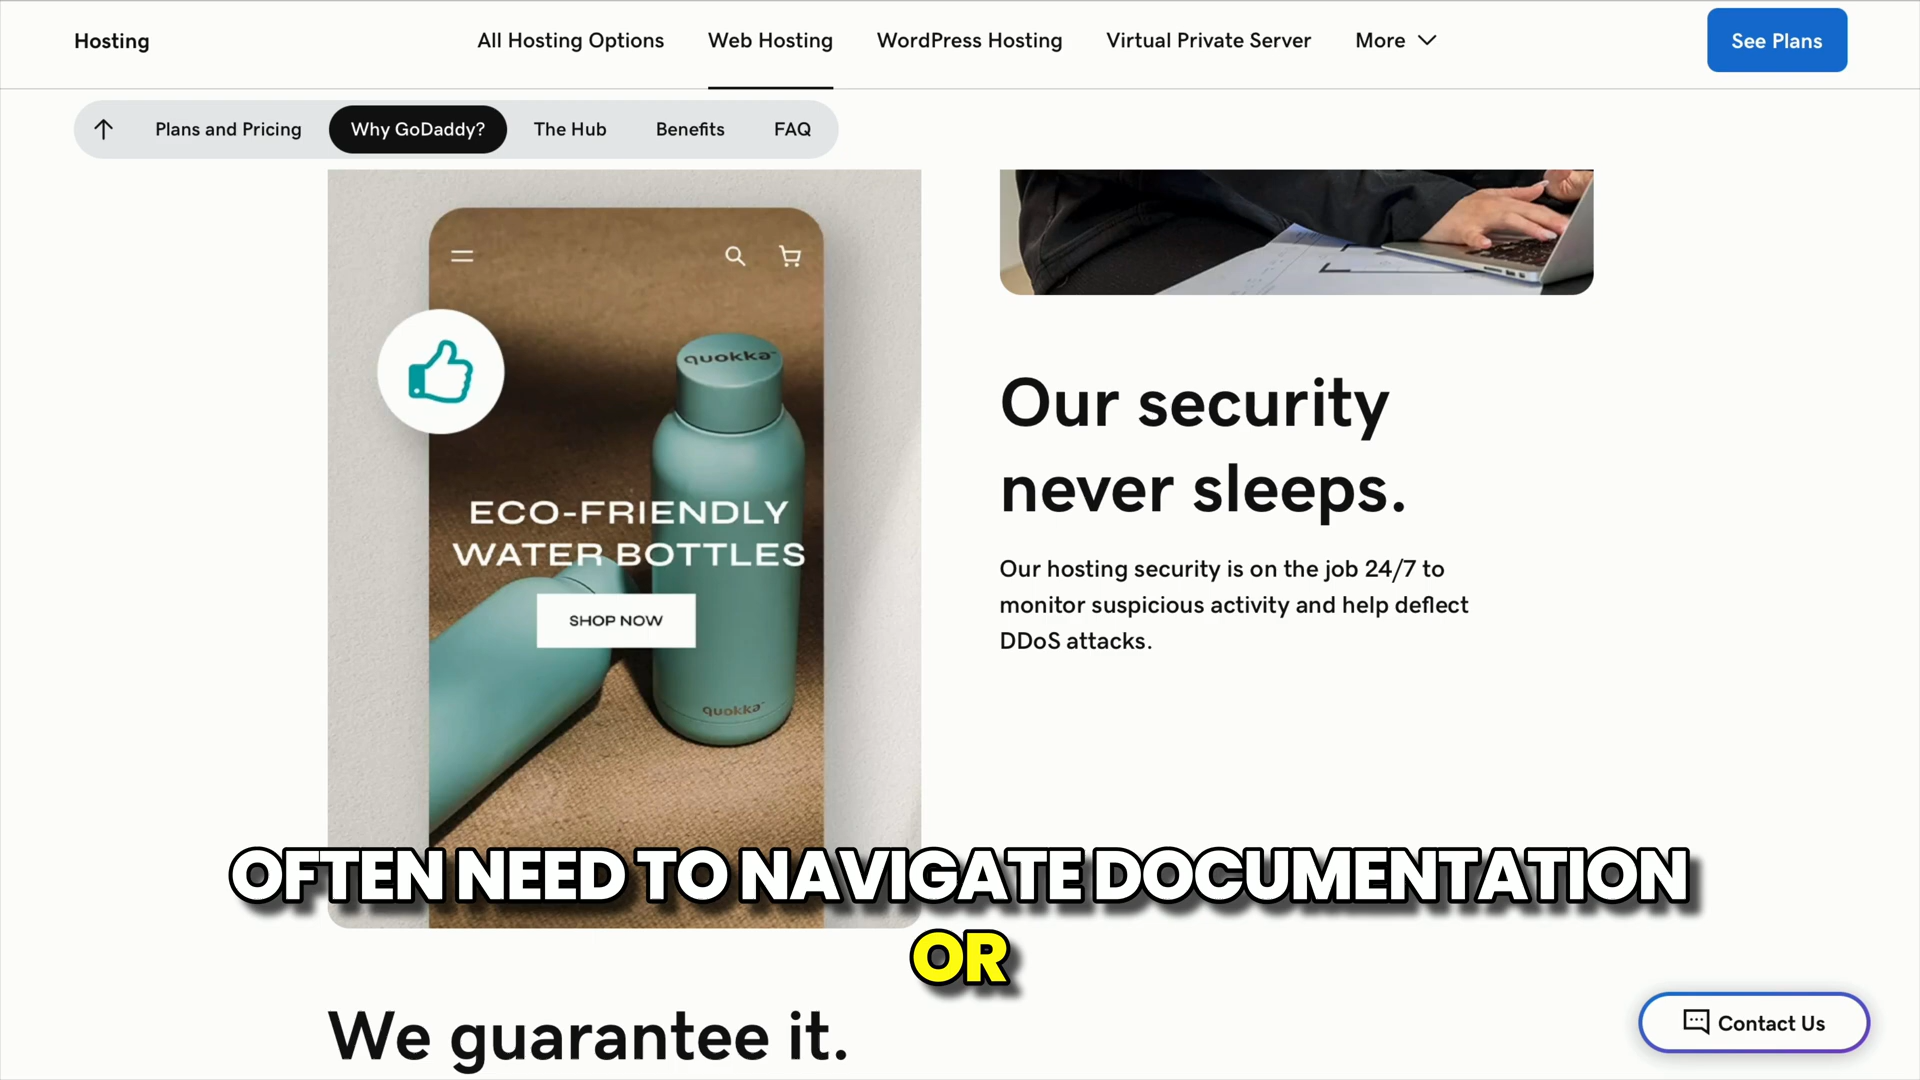 Hosting
All Hosting Options
Web Hosting
WordPress Hosting
Virtual Private Server
More
See Plans
Plans and Pricing
Why GoDaddy?
The Hub
Benefits
FAQ
quokka
ECO-FRIENDLY
WATER BOTTLES
SHOP NOW
quokka
Our security
never sleeps.
Our hosting security is on the job 24/7 to
monitor suspicious activity and help deflect
DDoS attacks.
OFTEN NEED TO NAVIGATE DOCUMENTATION
OR
We guarantee it.
Contact Us